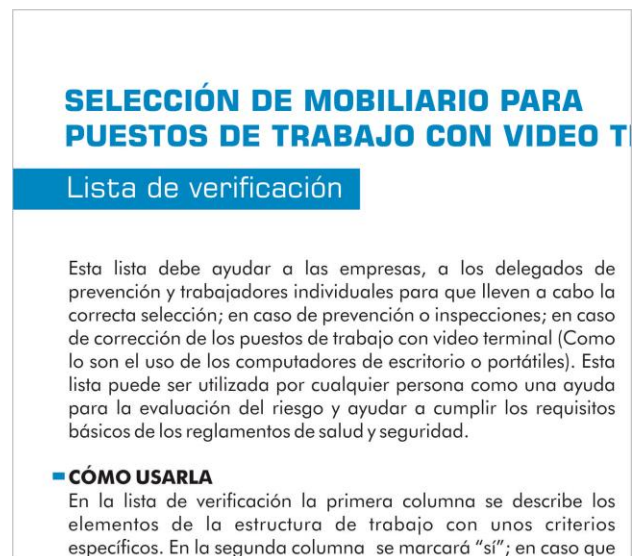 SELECCIÓN DE MOBILIARIO PARA
PUESTOS DE TRABAJO CON VIDEO
Lista de verificación
Esta lista debe ayudar a las empresas, a los delegados de
prevención y trabajadores individuales para que lleven a cabo la
correcta selección; en caso de prevención o inspecciones; en caso
de corrección de los puestos de trabajo con video terminal (Como
lo son el uso de los computadores de escritorio o portátiles). Esta
lista puede ser utilizada por cualquier persona como una ayuda
para la evaluación del riesgo y ayudar a cumplir los requisitos
básicos de los reglamentos de salud y seguridad.
CÓMO USARLA
En la lista de verificación la primera columna se describe los
elementos de la estructura de trabajo con unos criterios
específicos. En la segunda columna se marcará “sí”; en caso que